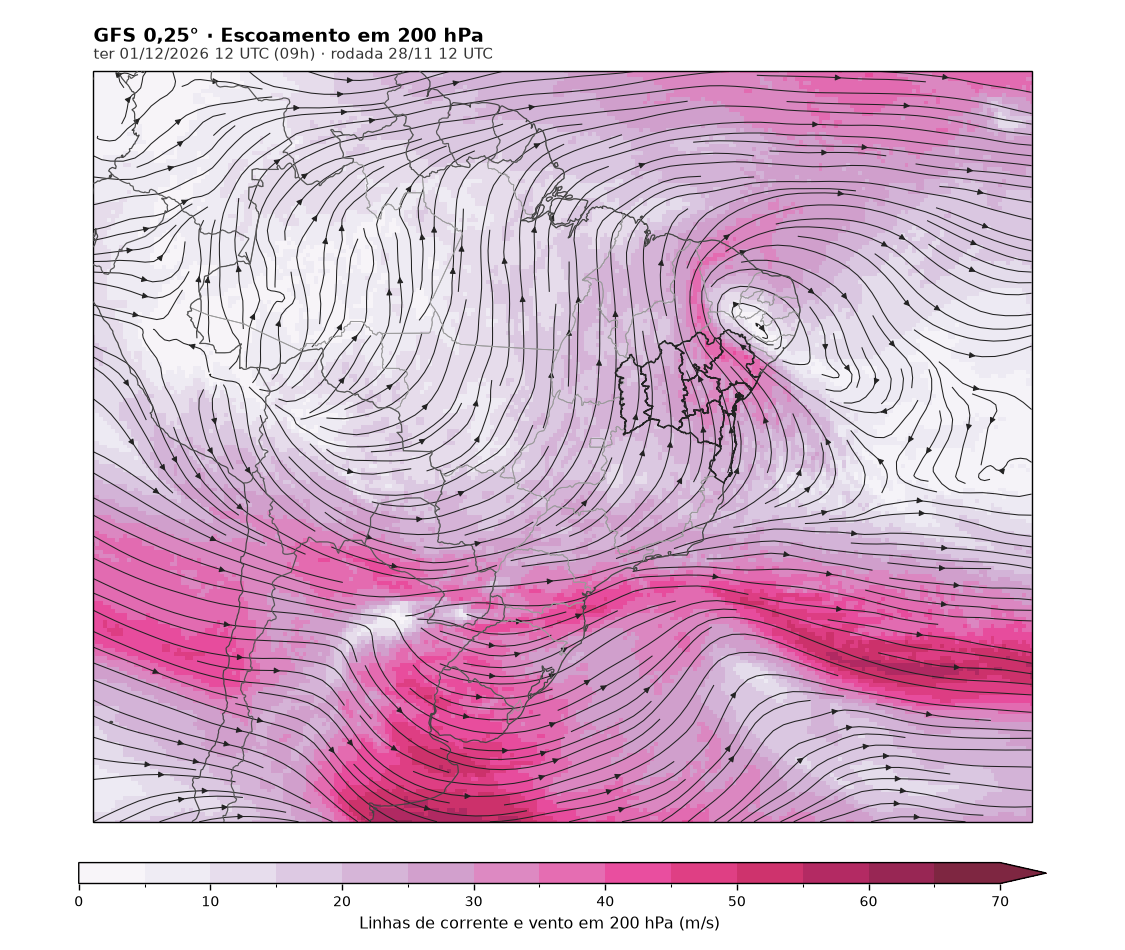 GFS 0,25° · Escoamento em 200 hPa
ter 01/12/2026 12 UTC (09h) · rodada 28/11 12 UTC
0 10 20 30 40 50 60 70
Linhas de corrente e vento em 200 hPa (m/s)